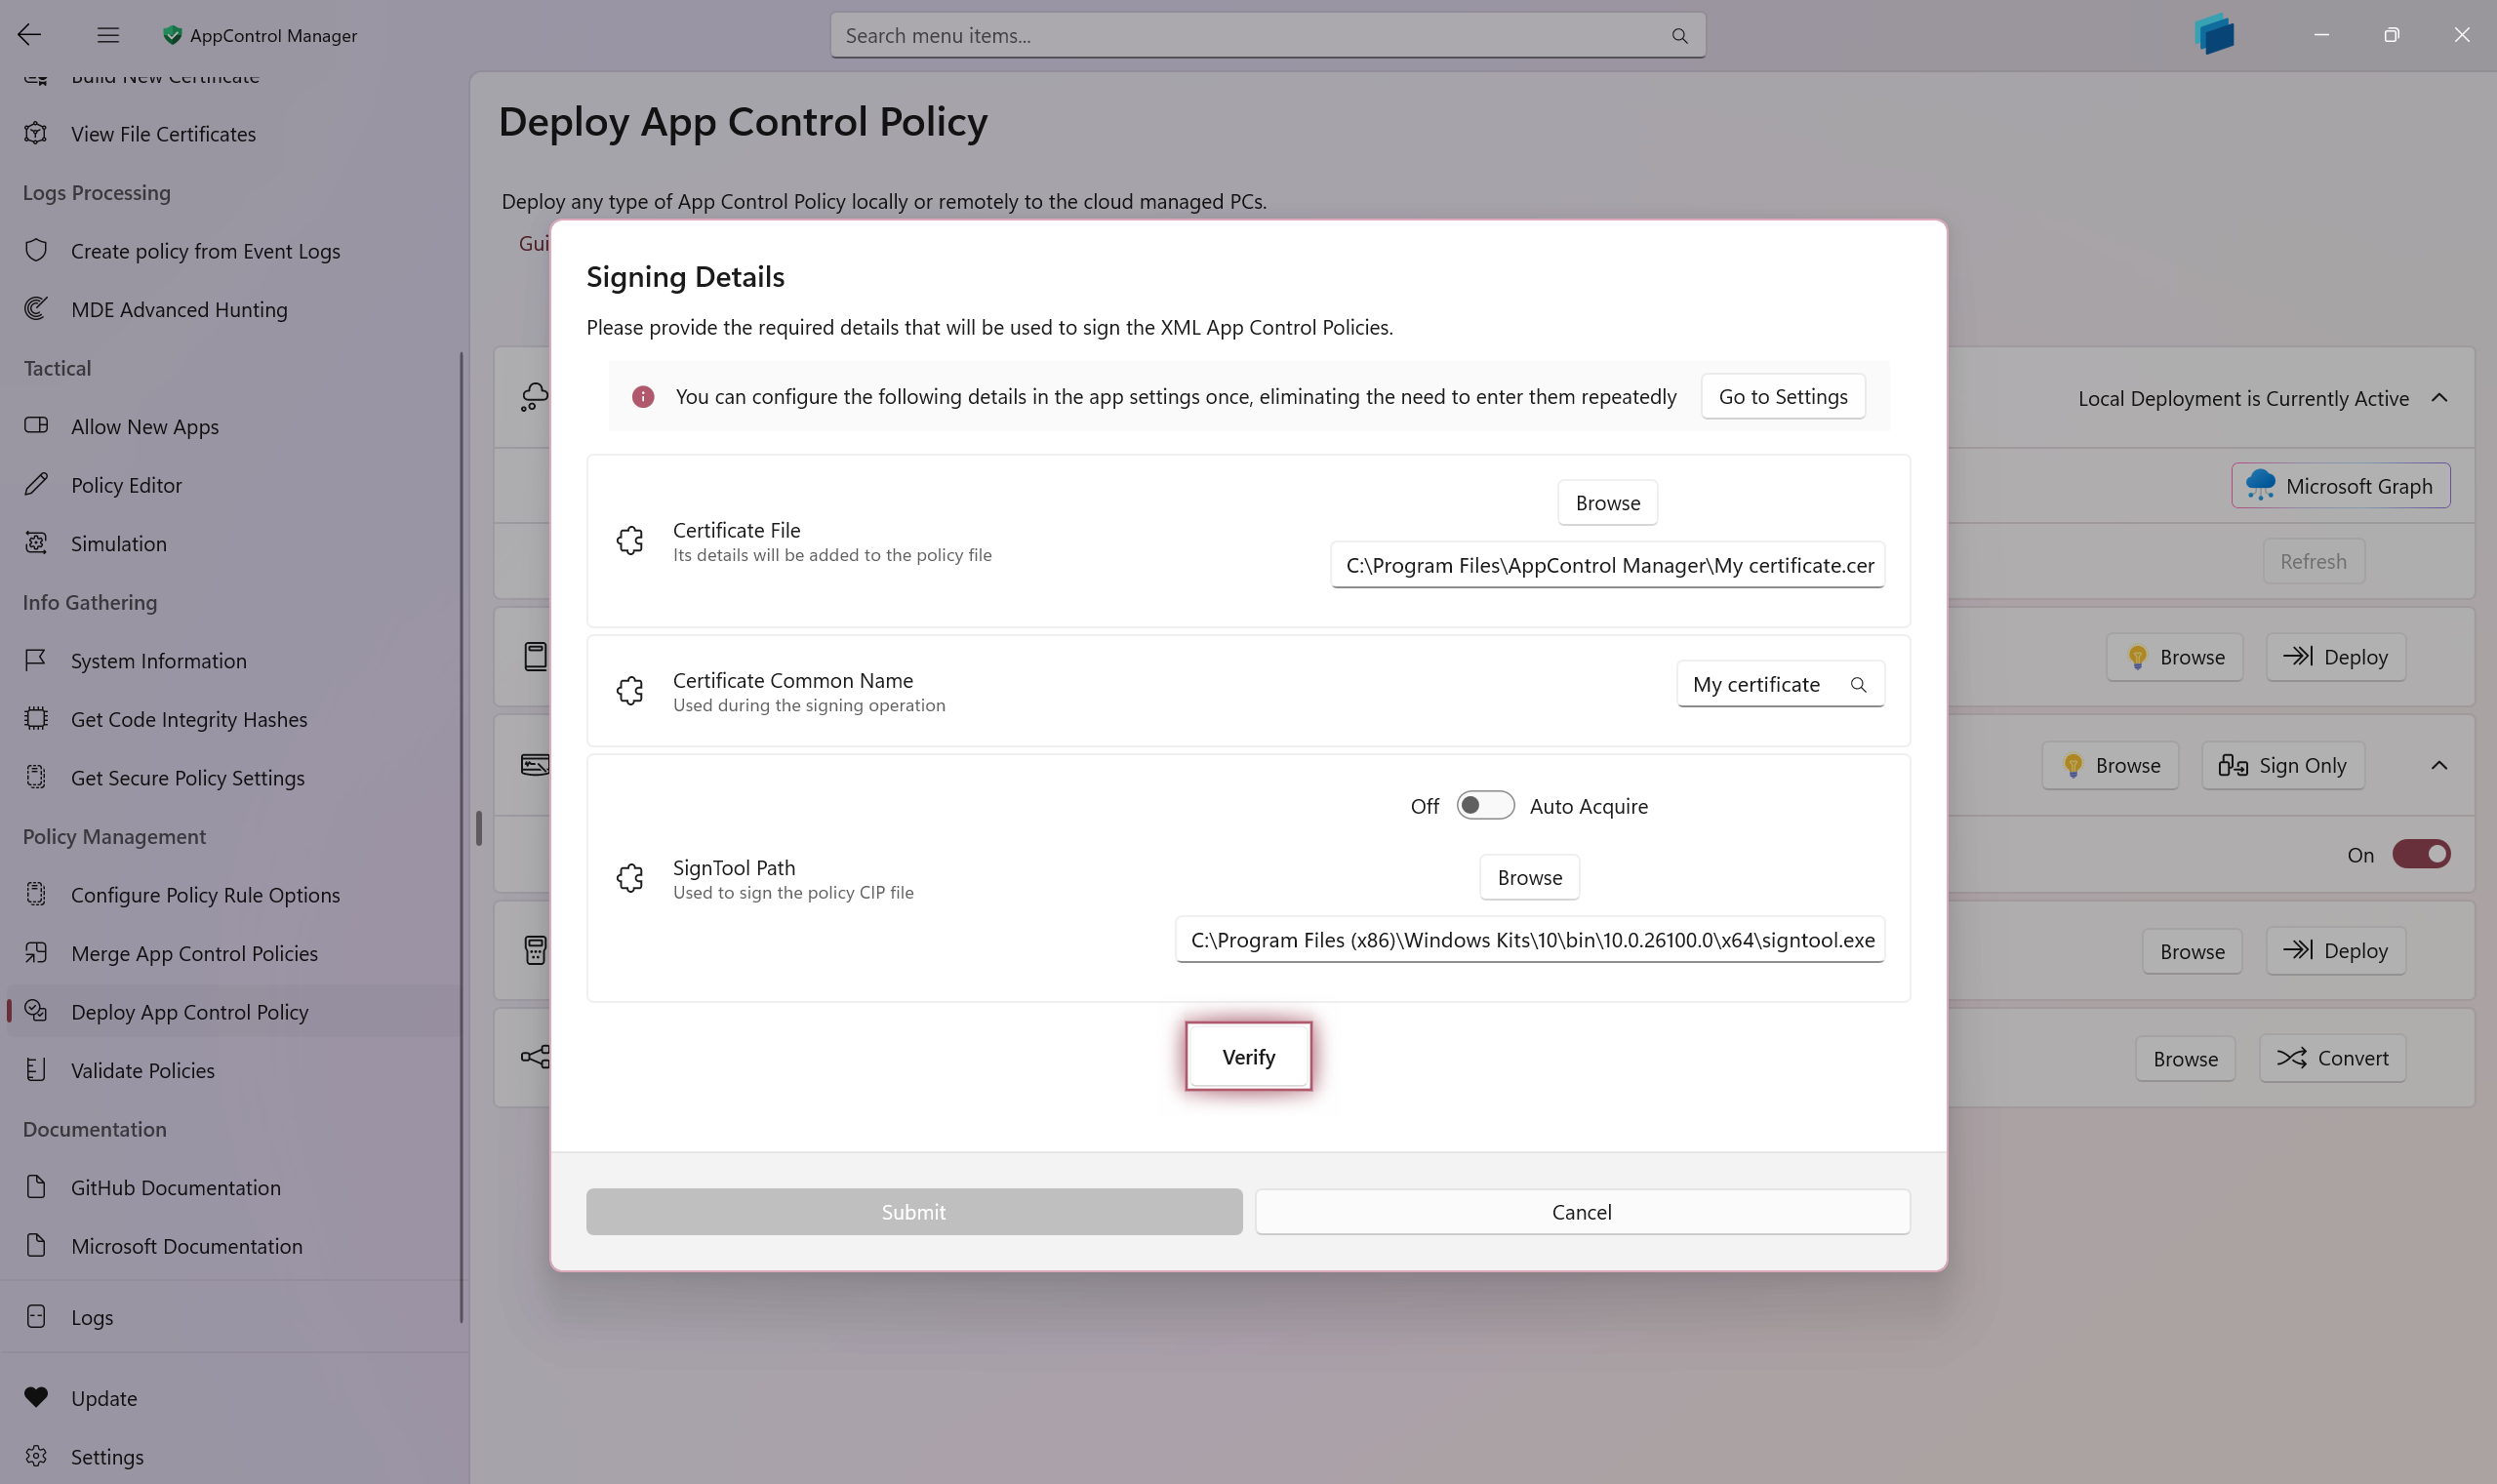 AppControl Manager
Search menu items...
Build New Certificate
View File Certificates
Logs Processing
Create policy from Event Logs
MDE Advanced Hunting
Tactical
Allow New Apps
Policy Editor
Simulation
Info Gathering
System Information
Get Code Integrity Hashes
Get Secure Policy Settings
Policy Management
Configure Policy Rule Options
Merge App Control Policies
Deploy App Control Policy
Validate Policies
Documentation
GitHub Documentation
Microsoft Documentation
Logs
Update
Settings
Deploy App Control Policy
Deploy any type of App Control Policy locally or remotely to the cloud managed PCs.
Gui
Signing Details
Please provide the required details that will be used to sign the XML App Control Policies.
You can configure the following details in the app settings once, eliminating the need to enter them repeatedly
Go to Settings
Certificate File
Its details will be added to the policy file
Browse
C:\Program Files\AppControl Manager\My certificate.cer
Certificate Common Name
Used during the signing operation
My certificate
Off
Auto Acquire
SignTool Path
Used to sign the policy CIP file
Browse
C:\Program Files (x86)\Windows Kits\10\bin\10.0.26100.0\x64\signtool.exe
Verify
Submit
Cancel
Local Deployment is Currently Active
Microsoft Graph
Refresh
Browse
Deploy
Browse
Sign Only
On
Browse
Deploy
Browse
Convert